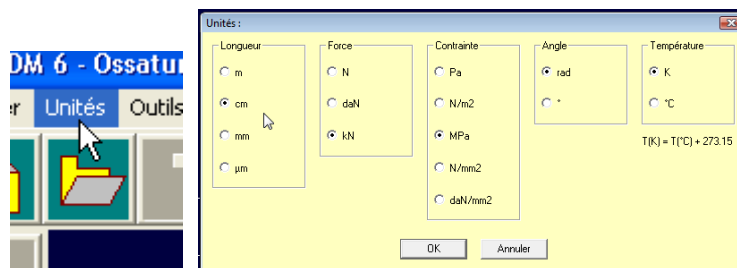 DM 6 - Ossatu
er Unités Outils
Unités :
Longueur
m
cm
mm
µm
Force
N
daN
kN
Contrainte
Pa
N/m2
MPa
N/mm2
daN/mm2
Angle
rad
°
Température
K
°C
T(K) = T(°C) + 273.15
OK
Annuler